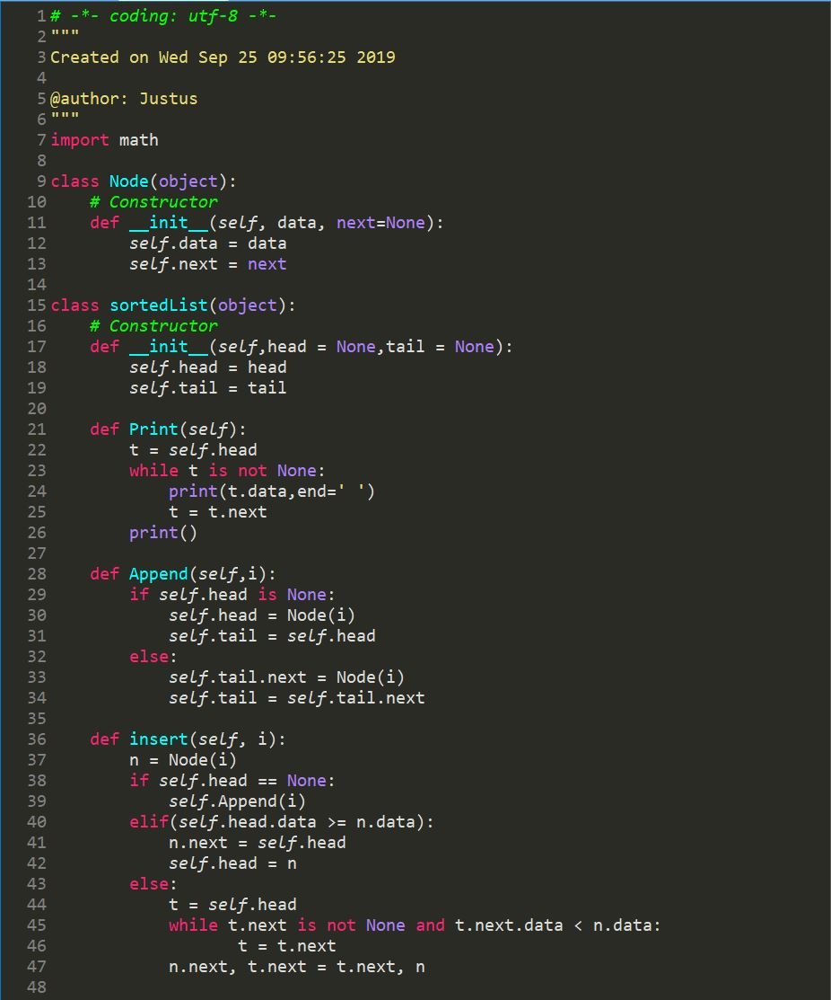 1 # -*- coding: utf-8 -*-
2 """
3 Created on Wed Sep 25 09:56:25 2019
4
5 @author: Justus
6 """
7 import math
8
9 class Node(object):
10     # Constructor
11     def __init__(self, data, next=None):
12         self.data = data
13         self.next = next
14
15 class sortedList(object):
16     # Constructor
17     def __init__(self,head = None,tail = None):
18         self.head = head
19         self.tail = tail
20
21     def Print(self):
22         t = self.head
23         while t is not None:
24             print(t.data,end=' ')
25             t = t.next
26         print()
27
28     def Append(self,i):
29         if self.head is None:
30             self.head = Node(i)
31             self.tail = self.head
32         else:
33             self.tail.next = Node(i)
34             self.tail = self.tail.next
35
36     def insert(self, i):
37         n = Node(i)
38         if self.head == None:
39             self.Append(i)
40         elif(self.head.data >= n.data):
41             n.next = self.head
42             self.head = n
43         else:
44             t = self.head
45             while t.next is not None and t.next.data < n.data:
46                    t = t.next
47             n.next, t.next = t.next, n
48